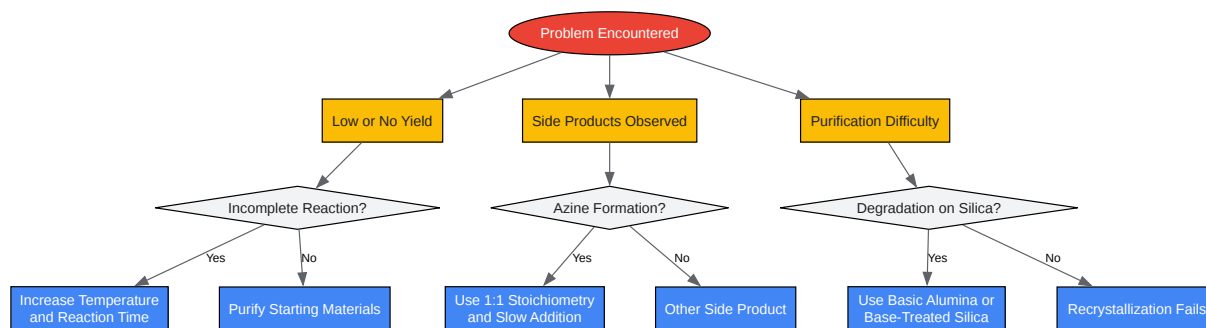 Problem Encountered
Low or No Yield
Side Products Observed
Purification Difficulty
Incomplete Reaction?
Azine Formation?
Degradation on Silica?
Yes
No
Yes
No
Yes
No
Increase Temperature
and Reaction Time
Purify Starting Materials
Use 1:1 Stoichiometry
and Slow Addition
Other Side Product
Use Basic Alumina or
Base-Treated Silica
Recrystallization Fails